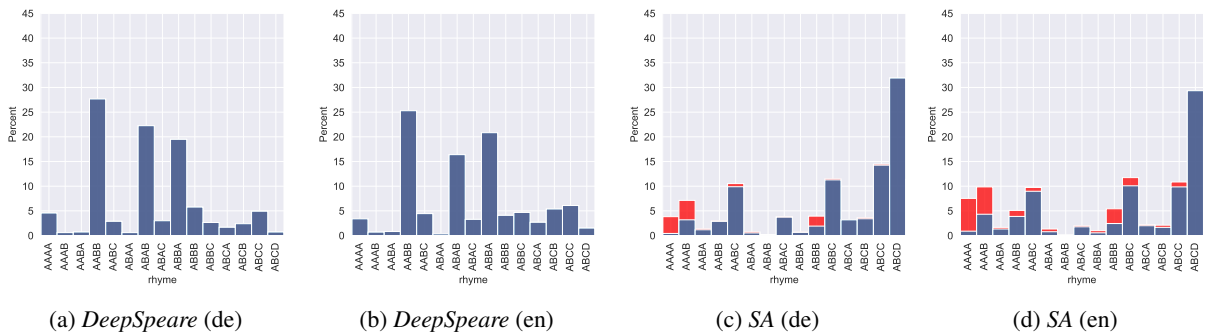 45
40
35
30
25
20
15
10
5
0
Percent
AAAA AAAB AABA AABB AABC ABAA ABAB ABAC ABBA ABBB ABBC ABCA ABCB ABCC ABCD
rhyme
(a) DeepSpeare (de)
45
40
35
30
25
20
15
10
5
0
Percent
AAAA AAAB AABA AABB AABC ABAA ABAB ABAC ABBA ABBB ABBC ABCA ABCB ABCC ABCD
rhyme
(b) DeepSpeare (en)
45
40
35
30
25
20
15
10
5
0
Percent
AAAA AAAB AABA AABB AABC ABAA ABAB ABAC ABBA ABBB ABBC ABCA ABCB ABCC ABCD
rhyme
(c) SA (de)
45
40
35
30
25
20
15
10
5
0
Percent
AAAA AAAB AABA AABB AABC ABAA ABAB ABAC ABBA ABBB ABBC ABCA ABCB ABCC ABCD
rhyme
(d) SA (en)